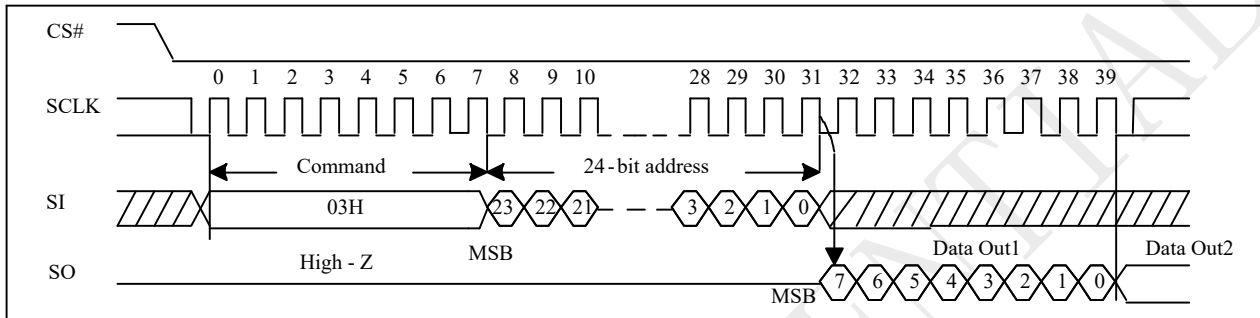 CS#
0 1 2 3 4 5 6 7 8 9 10 28 29 30 31 32 33 34 35 36 37 38 39
SCLK
Command 24-bit address
SI 03H 23 22 21 3 2 1 0
High - Z MSB Data Out1 Data Out2
SO MSB 7 6 5 4 3 2 1 0
NTIAL